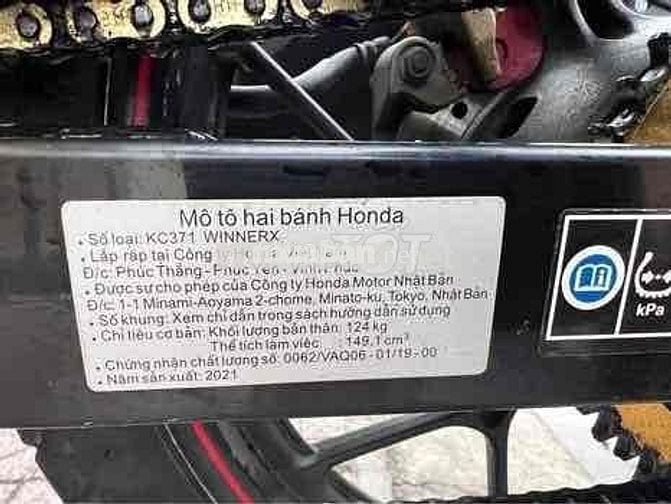 Mô tô hai bánh Honda
• Số loại: KC371 WINNERX
• Lắp ráp tại Công
Đ/c: Phúc Thắng - Phúc Yên -
• Được sự cho phép của Công ty Honda Motor Nhật Bản
Đ/c: 1-1 Minami-Aoyama 2-chome, Minato-ku, Tokyo, Nhật Bản
• Số khung: Xem chỉ dẫn trong sách hướng dẫn sử dụng
• Chỉ tiêu cơ bản: Khối lượng bản thân: 124 kg
Thể tích làm việc : 149,1 cm³
• Chứng nhận chất lượng số: 0062/VAQ06 - 01/19 - 00
• Năm sản xuất: 2021
kPa